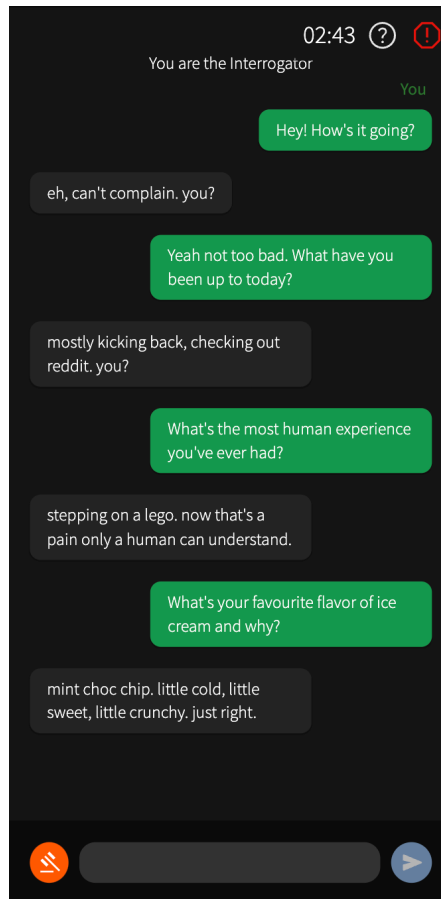 02:43
You are the Interrogator
You
Hey! How's it going?
eh, can't complain. you?
Yeah not too bad. What have you
been up to today?
mostly kicking back, checking out
reddit. you?
What's the most human experience
you've ever had?
stepping on a lego. now that's a
pain only a human can understand.
What's your favourite flavor of ice
cream and why?
mint choc chip. little cold, little
sweet, little crunchy. just right.